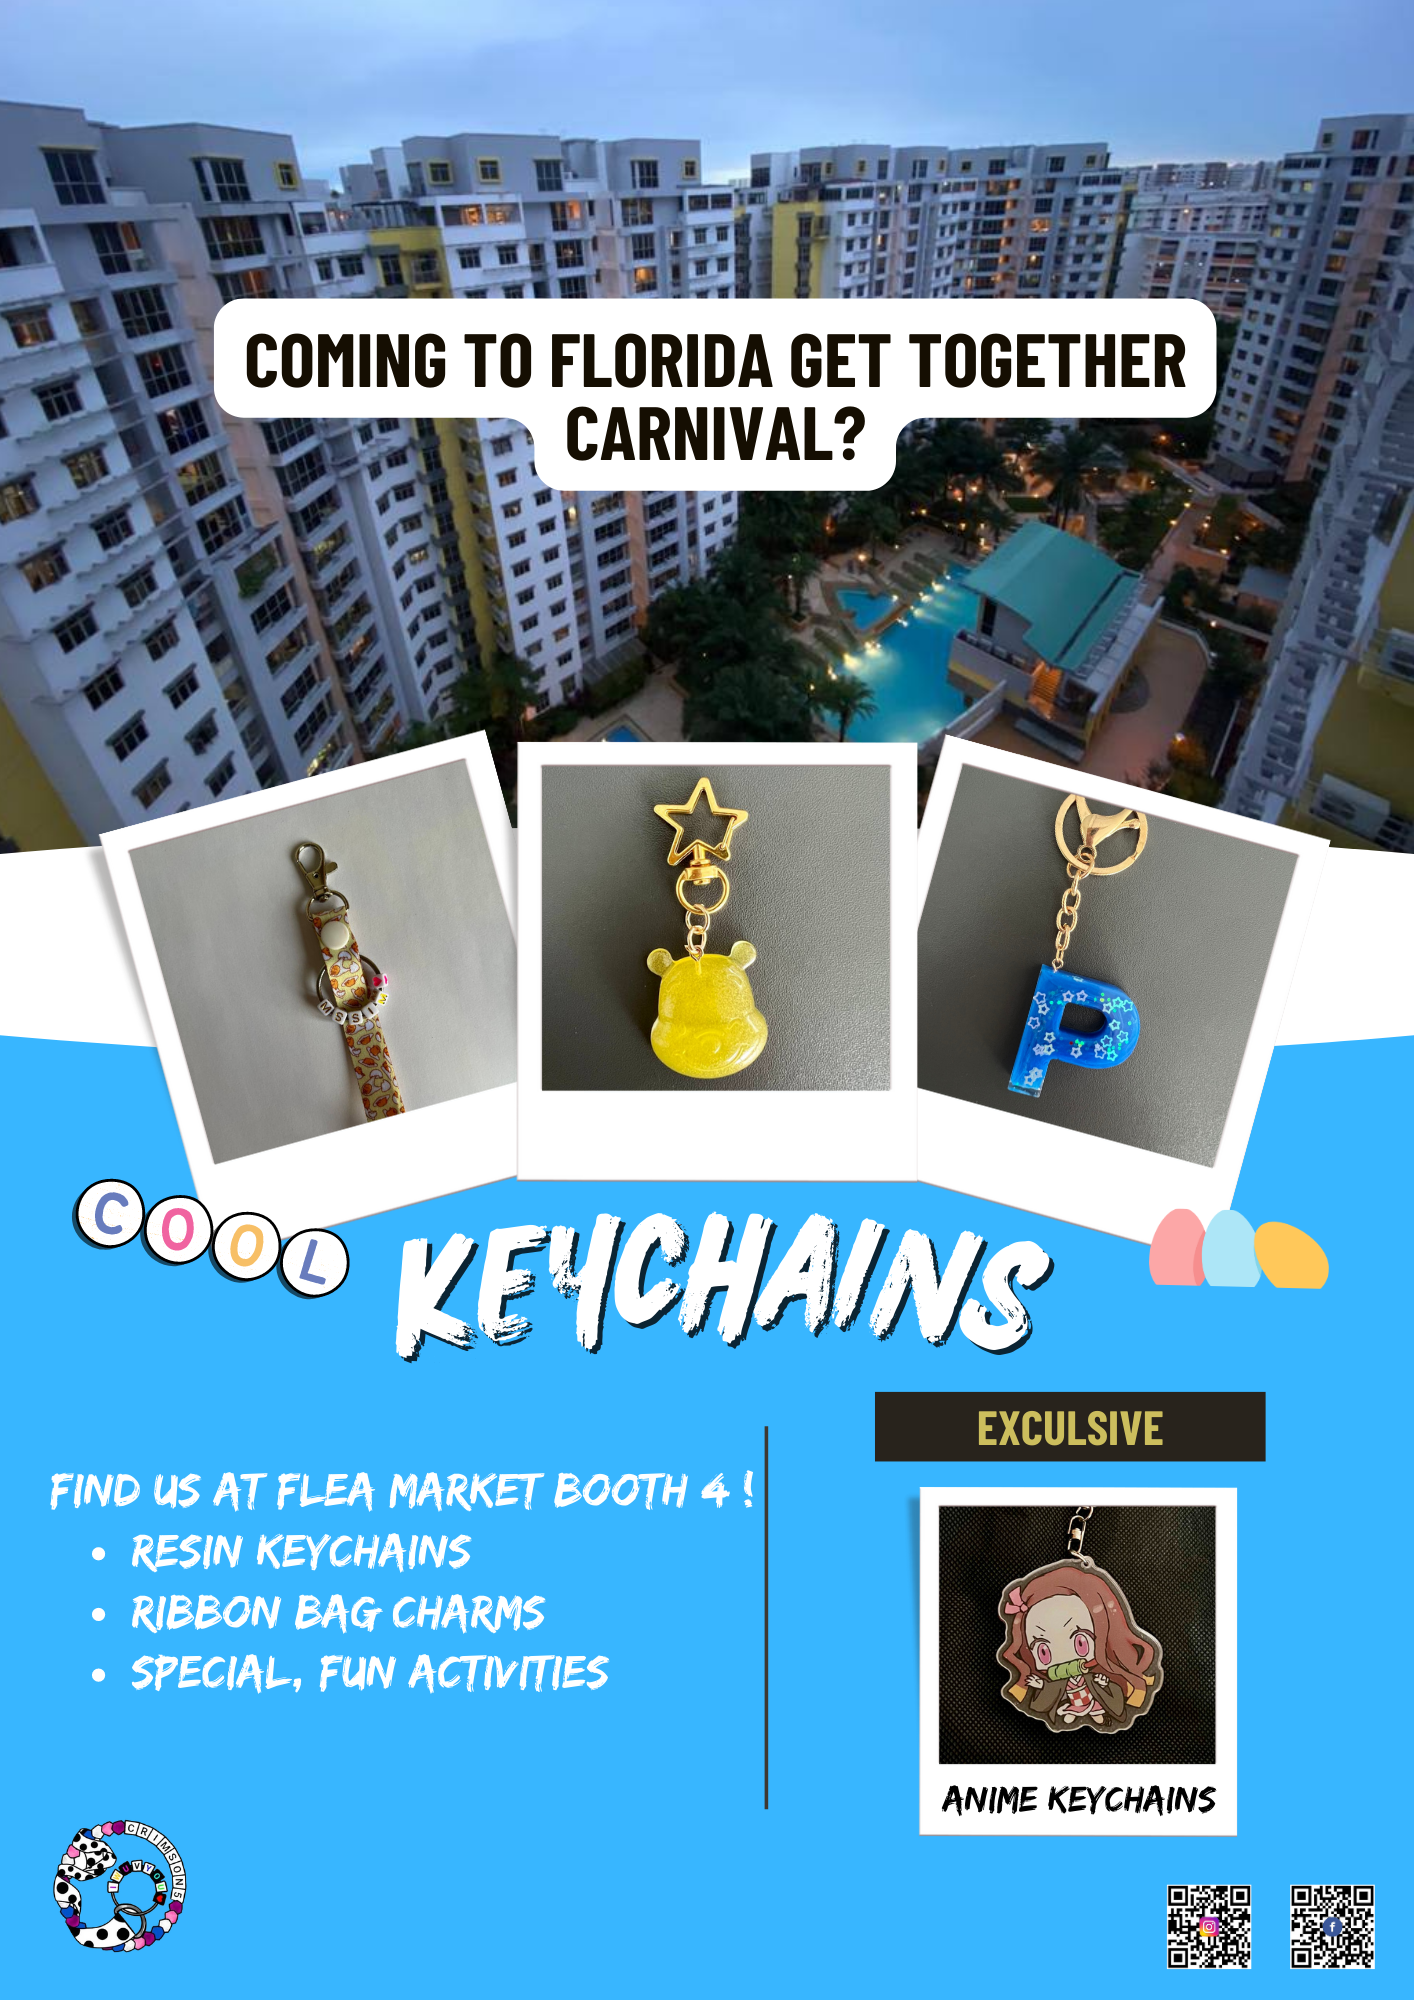 COMING TO FLORIDA GET TOGETHER
CARNIVAL?
MSSIM
P
COOL
KEYCHAINS
EXCULSIVE
FIND US AT FLEA MARKET BOOTH 4 !
• RESIN KEYCHAINS
• RIBBON BAG CHARMS
• SPECIAL, FUN ACTIVITIES
ANIME KEYCHAINS
CRIMSONS